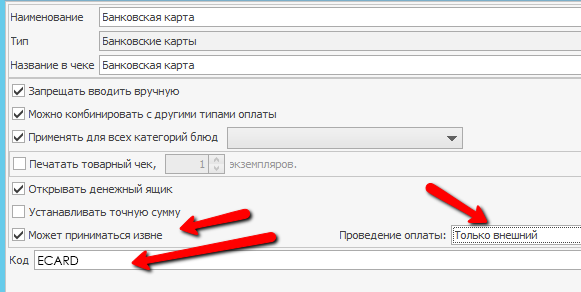 Наименование Банковская карта
Тип Банковские карты
Название в чеке Банковская карта
Запрещать вводить вручную
Можно комбинировать с другими типами оплаты
Применять для всех категорий блюд
Печатать товарный чек, 1 экземпляров.
Открывать денежный ящик
Устанавливать точную сумму
Может приниматься извне Проведение оплаты: Только внешний
Код ECARD